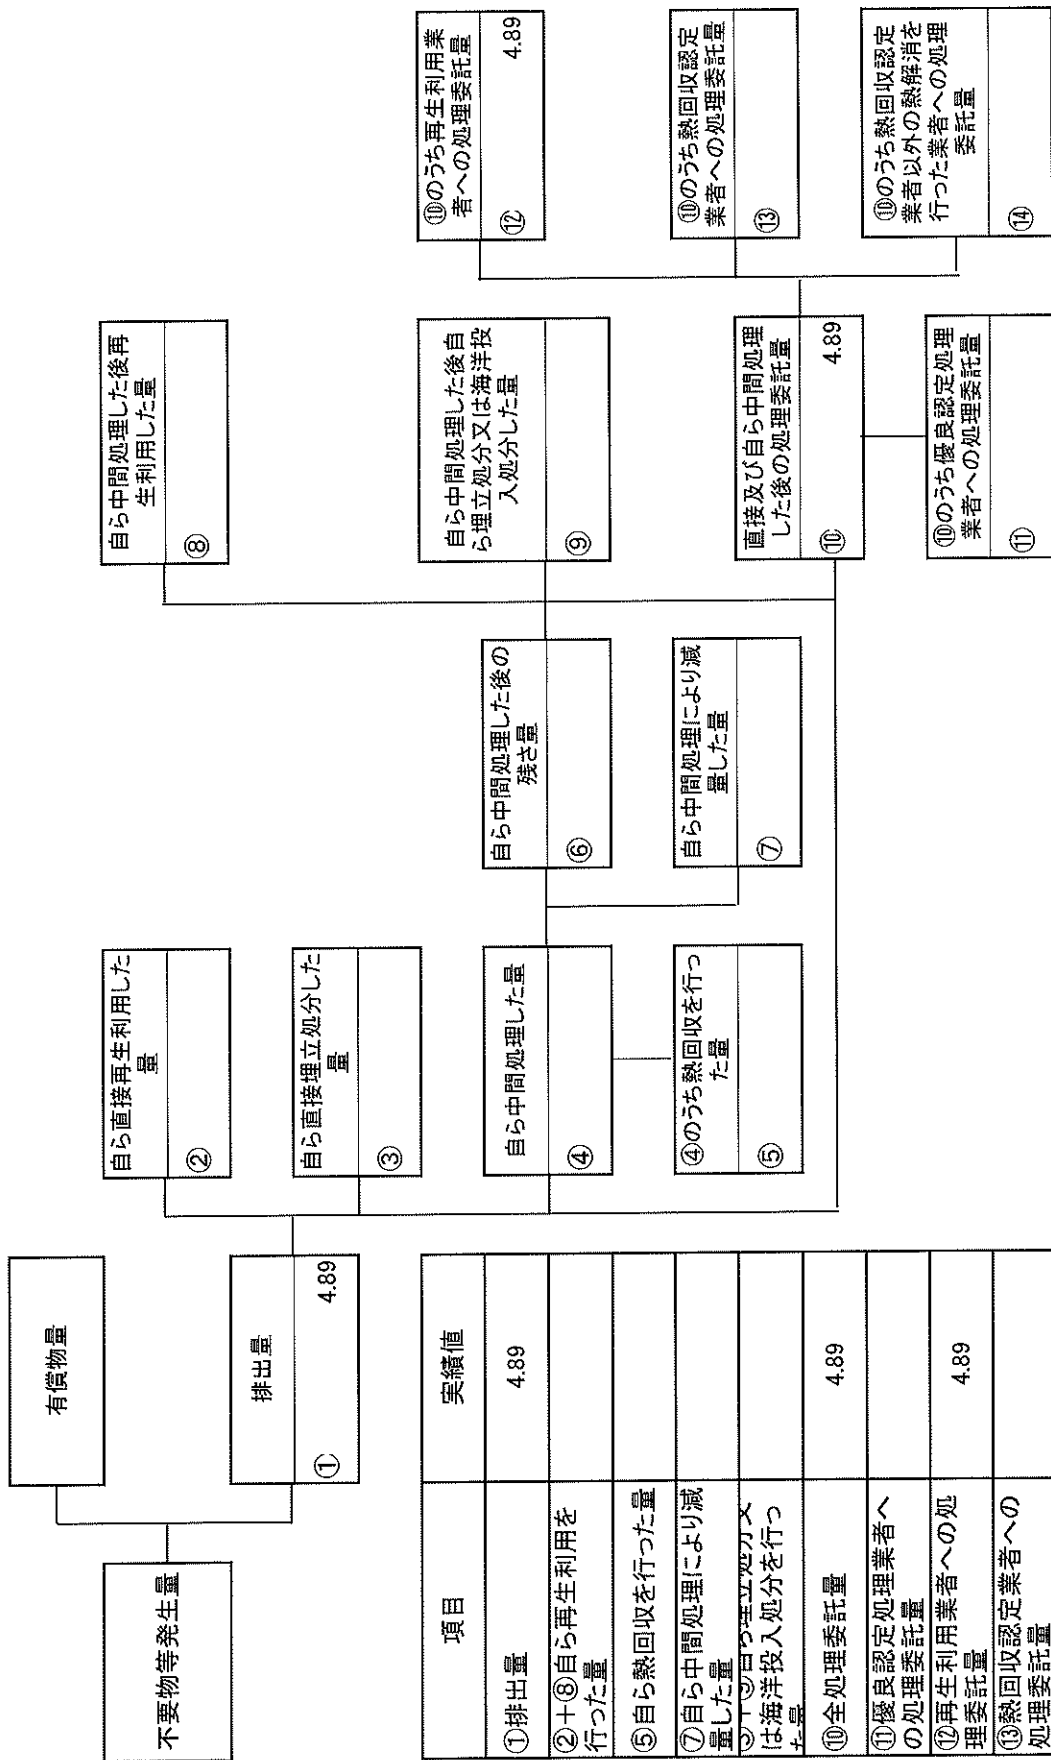 不要物等発生量
有償物量
排出量
① 4.89
自ら直接再生利用した
量
②
自ら直接埋立処分した
量
③
自ら中間処理した量
④
④のうち熱回収を行っ
た量
⑤
自ら中間処理した後の
残さ量
⑥
自ら中間処理により減
量した量
⑦
自ら中間処理した後再
生利用した量
⑧
自ら中間処理した後自
ら埋立処分又は海洋投
入処分した量
⑨
直接及び自ら中間処理
した後の処理委託量
⑩ 4.89
⑩のうち優良認定処理
業者への処理委託量
⑪
⑩のうち再生利用業
者への処理委託量
⑫ 4.89
⑩のうち熱回収認定
業者への処理委託量
⑬
⑩のうち熱回収認定
業者以外の熱解消を
行った業者への処理
委託量
⑭
項目 実績値
①排出量 4.89
②+⑧自ら再生利用を
行った量
⑤自ら熱回収を行った量
⑦自ら中間処理により減
量した量
③+⑨自ら埋立処分又
は海洋投入処分を行っ
た量
⑩全処理委託量 4.89
⑪優良認定処理業者へ
の処理委託量
⑫再生利用業者への処
理委託量 4.89
⑬熱回収認定業者への
処理委託量